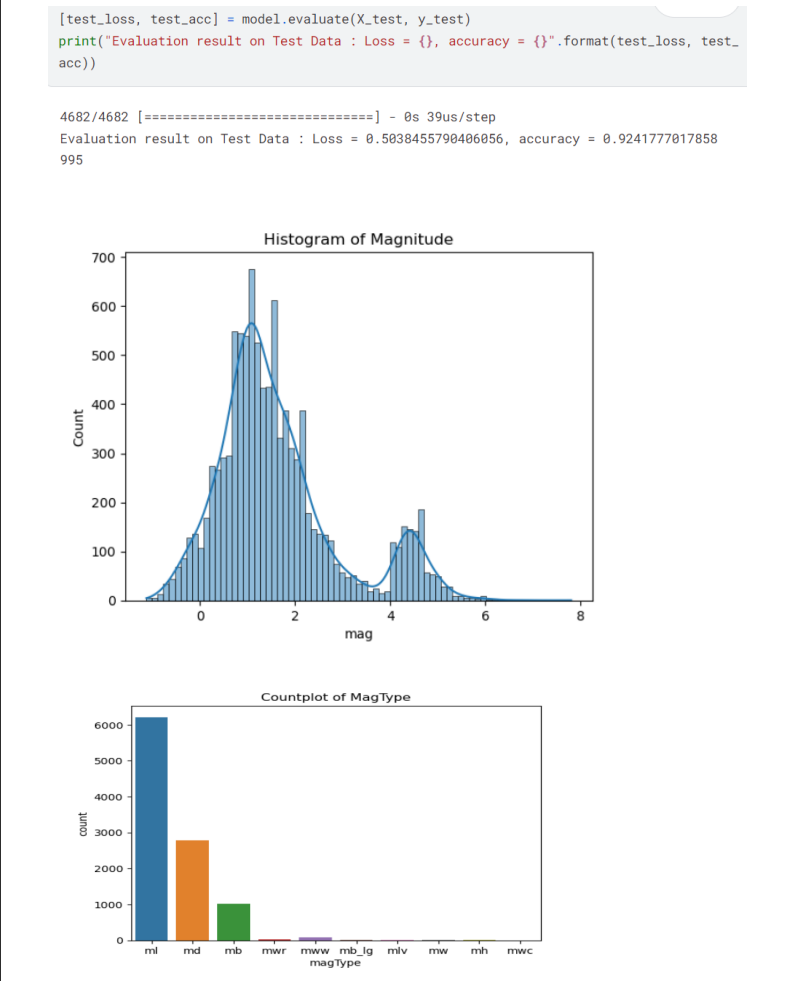 [test_loss, test_acc] = model.evaluate(X_test, y_test)
print("Evaluation result on Test Data : Loss = {}, accuracy = {}".format(test_loss, test_
acc))
4682/4682 [==============================] - 0s 39us/step
Evaluation result on Test Data : Loss = 0.5038455790406056, accuracy = 0.9241777017858
995
Histogram of Magnitude
700
600
500
400
300
200
100
0
Count
0 2 4 6 8
mag
Countplot of MagType
6000
5000
4000
3000
2000
1000
0
count
ml md mb mwr mww mb_lg mlv mw mh mwc
magType